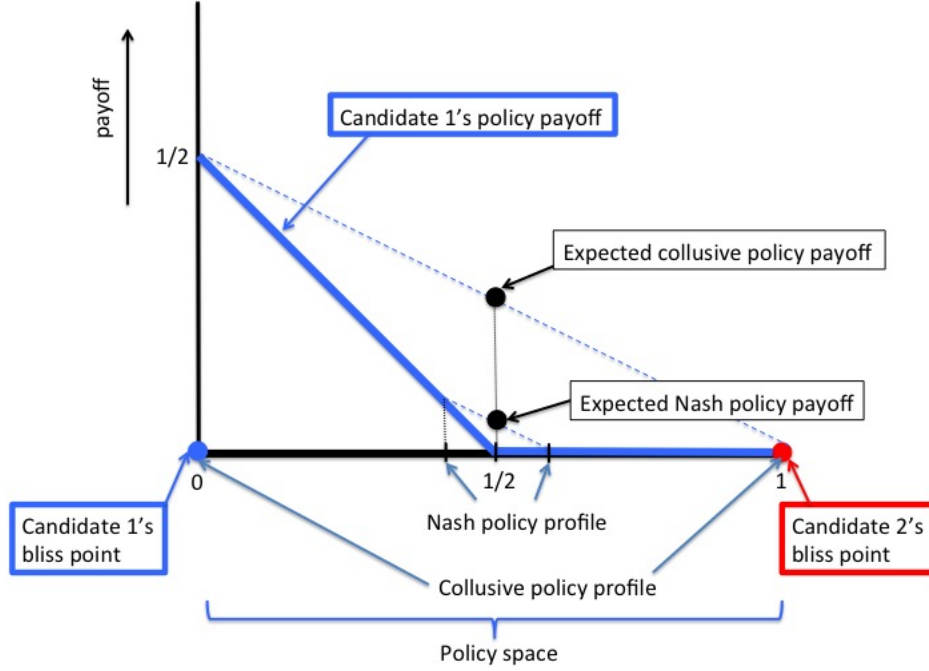 payoff
Candidate 1's policy payoff
1/2
Expected collusive policy payoff
Expected Nash policy payoff
0
1/2
1
Candidate 1's
bliss point
Nash policy profile
Candidate 2's
bliss point
Collusive policy profile
Policy space